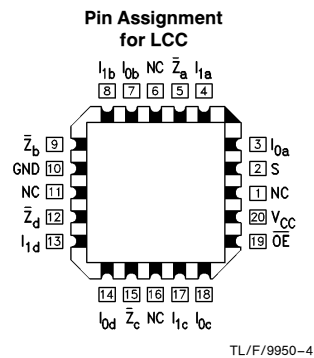 Pin Assignment
for LCC
I1b I0b NC Z̄a I1a
8 7 6 5 4
Z̄b 9
GND 10
NC 11
Z̄d 12
I1d 13
3 I0a
2 S
1 NC
20 VCC
19 O̅E̅
14 15 16 17 18
I0d Z̄c NC I1c I0c
TL/F/9950–4